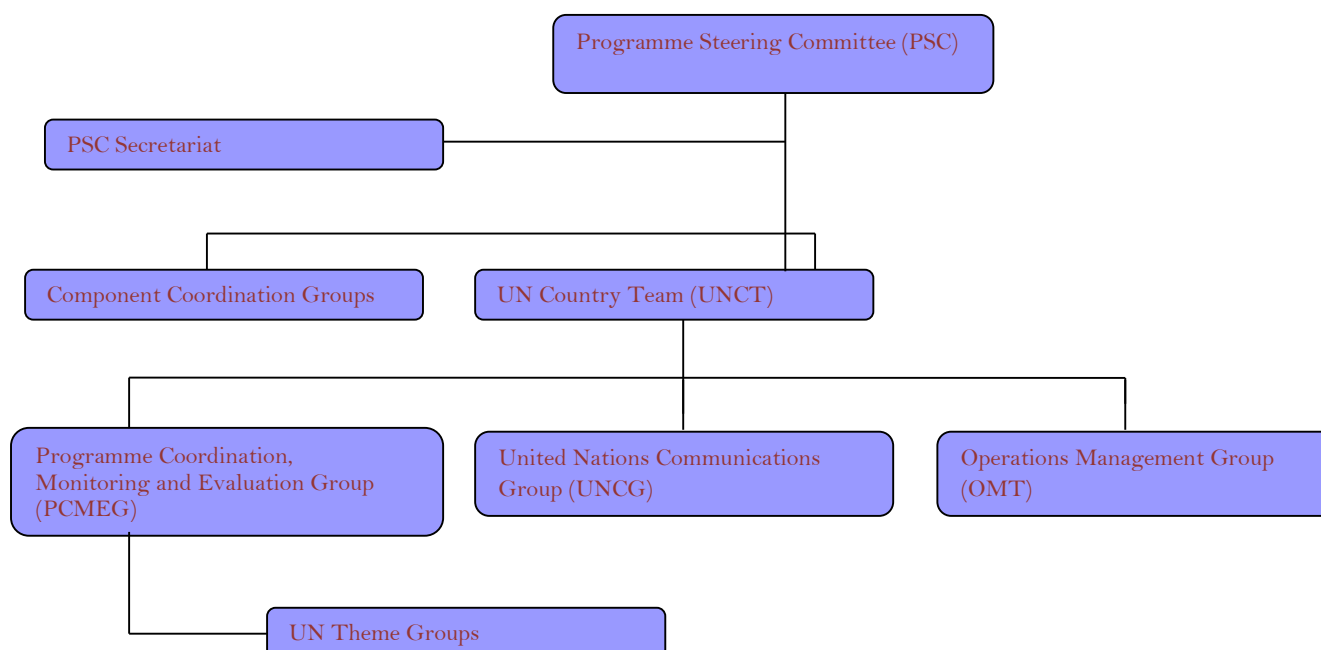 Programme Steering Committee (PSC)
PSC Secretariat
Component Coordination Groups
UN Country Team (UNCT)
Programme Coordination,
Monitoring and Evaluation Group
(PCMEG)
United Nations Communications
Group (UNCG)
Operations Management Group
(OMT)
UN Theme Groups